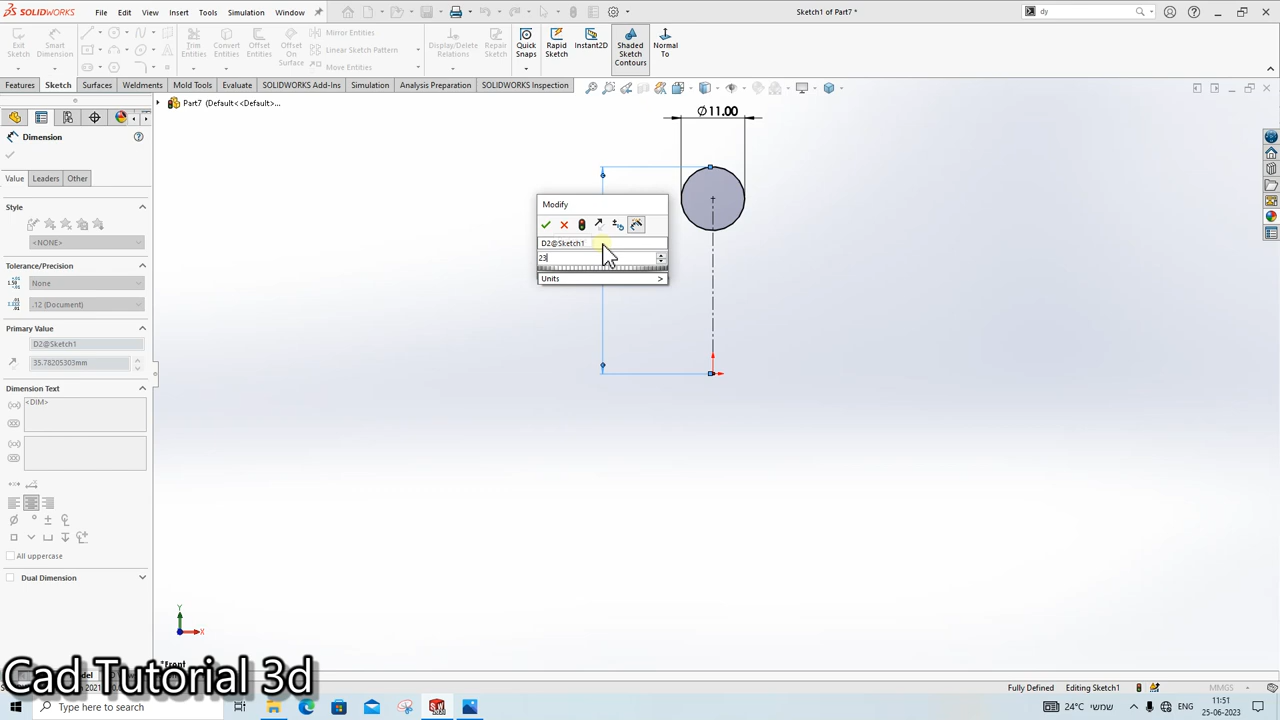 SOLIDWORKS File Edit View Insert Tools Simulation Window Sketch1 of Part7 * dy
Exit Sketch Smart Dimension Trim Entities Convert Entities Offset Entities Offset On Surface Mirror Entities Linear Sketch Pattern Move Entities Display/Delete Relations Repair Sketch Quick Snaps Rapid Sketch Instant2D Shaded Sketch Contours Normal To
Features Sketch Surfaces Weldments Mold Tools Evaluate SOLIDWORKS Add-Ins Simulation Analysis Preparation SOLIDWORKS Inspection
Part7 (Default<<Default>...
Ø11.00
Dimension
Value Leaders Other
Style
<NONE>
Tolerance/Precision
None
.12 (Document)
Primary Value
D2@Sketch1
35.78205303mm
Dimension Text
<DIM>
All uppercase
Dual Dimension
Modify
D2@Sketch1
23
Units >
Y
X
*Front
Cad Tutorial 3d
Fully Defined Editing Sketch1 MMGS
Type here to search
24°C שמשי ENG 11:51
25-06-2023